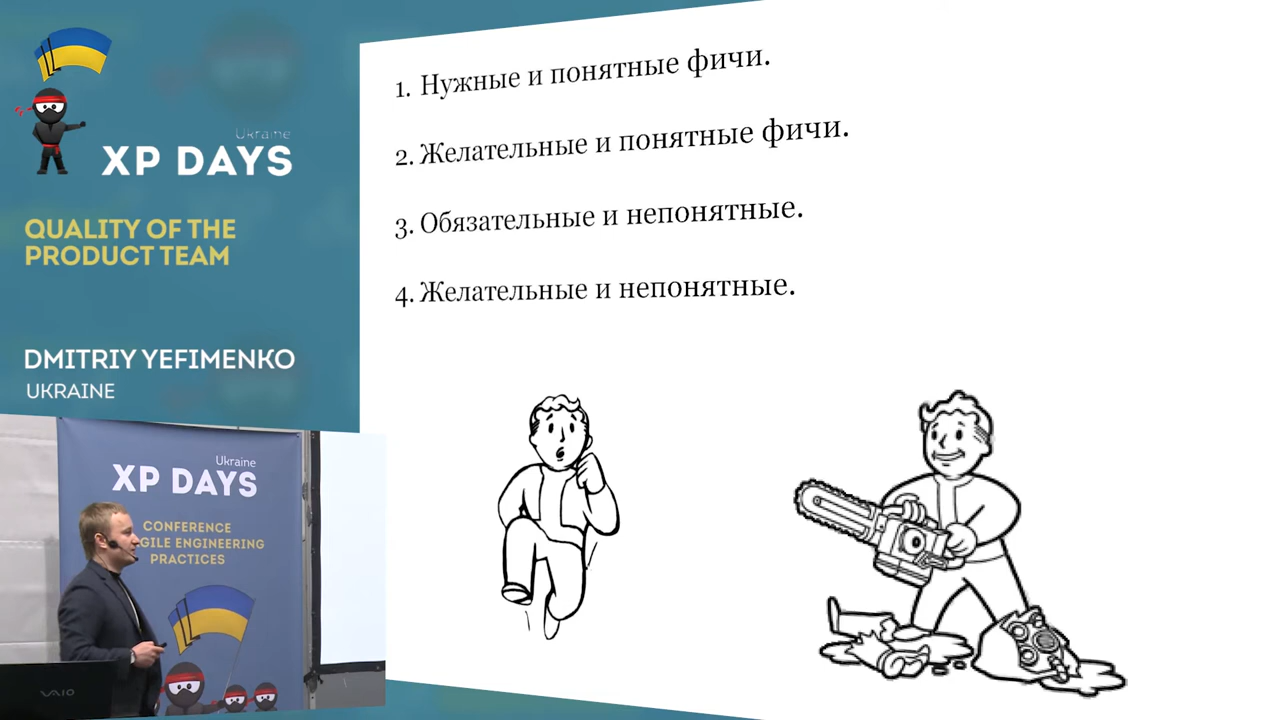 Ukraine
XP DAYS
QUALITY OF THE
PRODUCT TEAM
DMITRIY YEFIMENKO
UKRAINE
1. Нужные и понятные фичи.
2. Желательные и понятные фичи.
3. Обязательные и непонятные.
4. Желательные и непонятные.
Ukraine
XP DAYS
CONFERENCE
GILE ENGINEERING
PRACTICES
VAIO